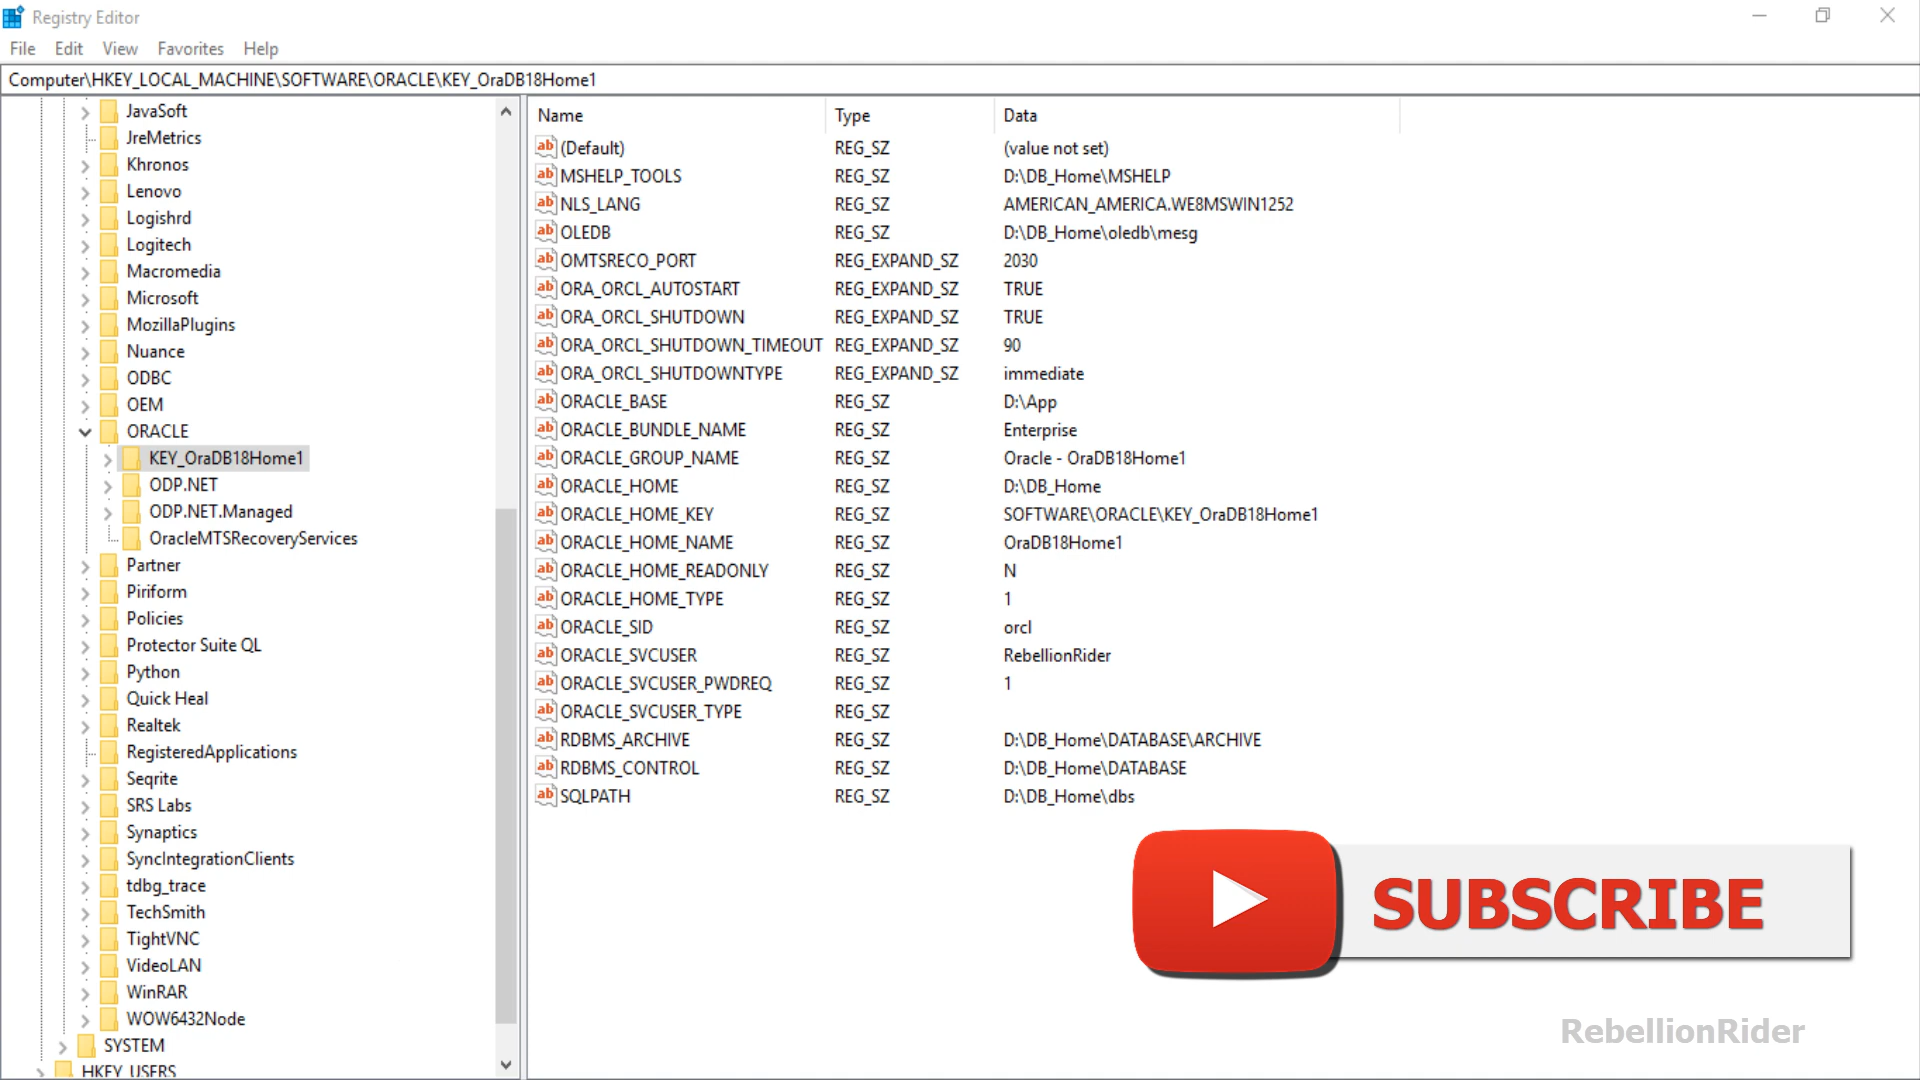 Registry Editor
File Edit View Favorites Help
Computer\HKEY_LOCAL_MACHINE\SOFTWARE\ORACLE\KEY_OraDB18Home1
JavaSoft
JreMetrics
Khronos
Lenovo
Logishrd
Logitech
Macromedia
Microsoft
MozillaPlugins
Nuance
ODBC
OEM
ORACLE
KEY_OraDB18Home1
ODP.NET
ODP.NET.Managed
OracleMTSRecoveryServices
Partner
Piriform
Policies
Protector Suite QL
Python
Quick Heal
Realtek
RegisteredApplications
Seqrite
SRS Labs
Synaptics
SyncIntegrationClients
tdbg_trace
TechSmith
TightVNC
VideoLAN
WinRAR
WOW6432Node
SYSTEM
HKEY_USERS
Name Type Data
(Default) REG_SZ (value not set)
MSHELP_TOOLS REG_SZ D:\DB_Home\MSHELP
NLS_LANG REG_SZ AMERICAN_AMERICA.WE8MSWIN1252
OLEDB REG_SZ D:\DB_Home\oledb\mesg
OMTSRECO_PORT REG_EXPAND_SZ 2030
ORA_ORCL_AUTOSTART REG_EXPAND_SZ TRUE
ORA_ORCL_SHUTDOWN REG_EXPAND_SZ TRUE
ORA_ORCL_SHUTDOWN_TIMEOUT REG_EXPAND_SZ 90
ORA_ORCL_SHUTDOWNTYPE REG_EXPAND_SZ immediate
ORACLE_BASE REG_SZ D:\App
ORACLE_BUNDLE_NAME REG_SZ Enterprise
ORACLE_GROUP_NAME REG_SZ Oracle - OraDB18Home1
ORACLE_HOME REG_SZ D:\DB_Home
ORACLE_HOME_KEY REG_SZ SOFTWARE\ORACLE\KEY_OraDB18Home1
ORACLE_HOME_NAME REG_SZ OraDB18Home1
ORACLE_HOME_READONLY REG_SZ N
ORACLE_HOME_TYPE REG_SZ 1
ORACLE_SID REG_SZ orcl
ORACLE_SVCUSER REG_SZ RebellionRider
ORACLE_SVCUSER_PWDREQ REG_SZ 1
ORACLE_SVCUSER_TYPE REG_SZ
RDBMS_ARCHIVE REG_SZ D:\DB_Home\DATABASE\ARCHIVE
RDBMS_CONTROL REG_SZ D:\DB_Home\DATABASE
SQLPATH REG_SZ D:\DB_Home\dbs
SUBSCRIBE
RebellionRider